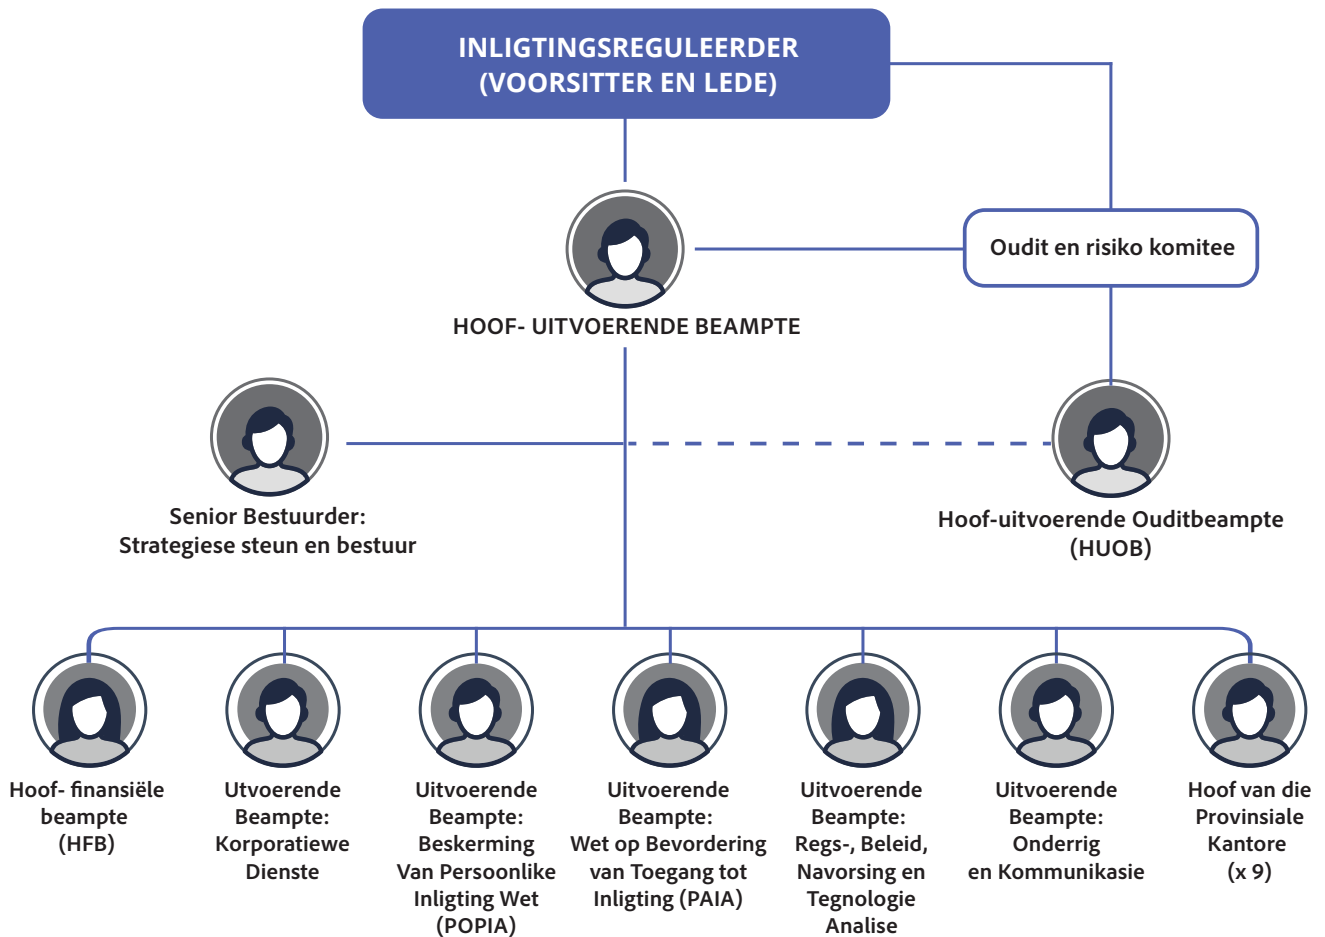 INLIGTINGSREGULEERDER
(VOORSITTER EN LEDE)
Oudit en risiko komitee
HOOF- UITVOERENDE BEAMPTE
Senior Bestuurder:
Strategiese steun en bestuur
Hoof-uitvoerende Ouditbeampte
(HUOB)
Hoof- finansiële
beampte
(HFB)
Utvoerende
Beampte:
Korporatiewe
Dienste
Uitvoerende
Beampte:
Beskerming
Van Persoonlike
Inligting Wet
(POPIA)
Uitvoerende
Beampte:
Wet op Bevordering
van Toegang tot
Inligting (PAIA)
Uitvoerende
Beampte:
Regs-, Beleid,
Navorsing en
Tegnologie
Analise
Uitvoerende
Beampte:
Onderrig
en Kommunikasie
Hoof van die
Provinsiale
Kantore
(x 9)